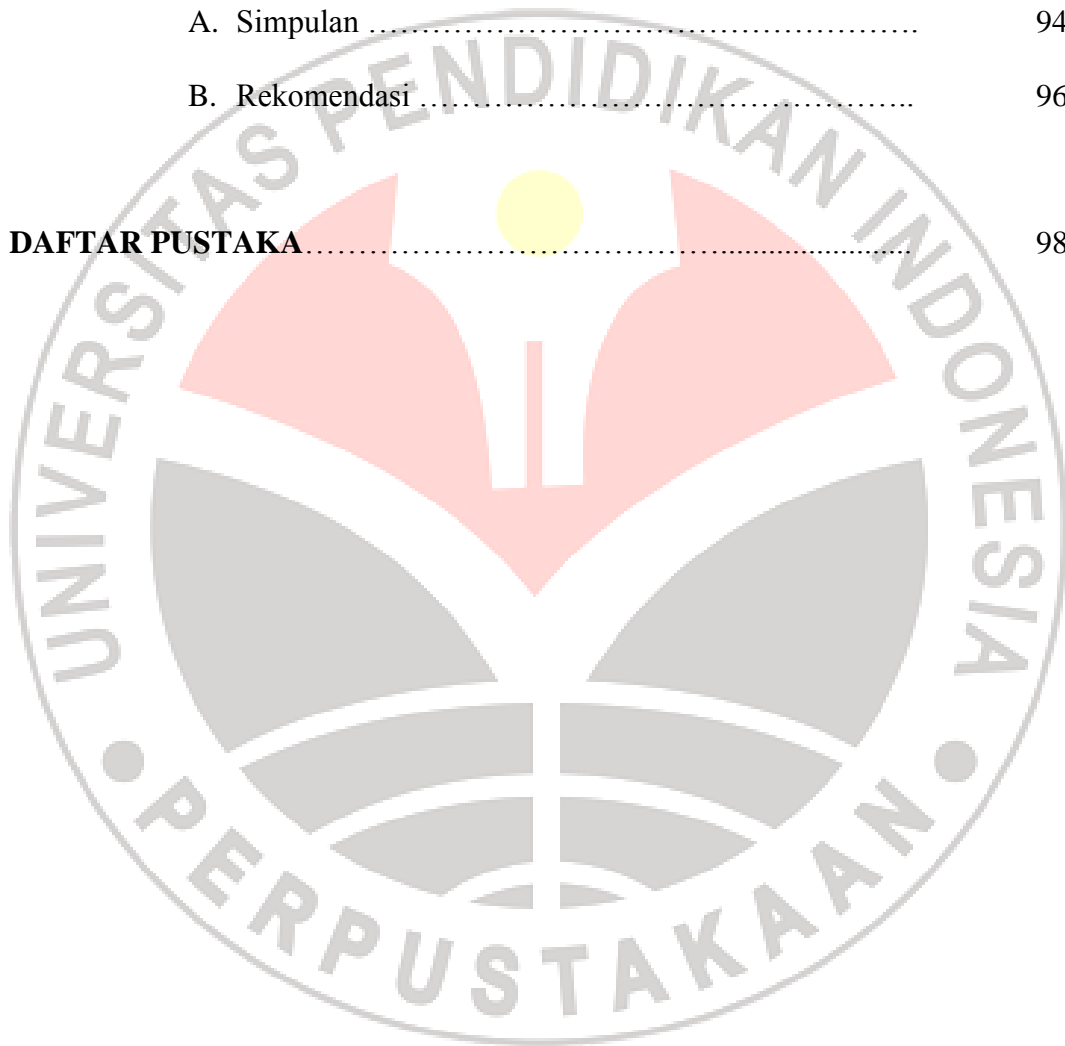 A. Simpulan ………………………………………………. 94
B. Rekomendasi ………………………………………….. 96
DAFTAR PUSTAKA……………………………………....................... 98
UNIVERSITAS PENDIDIKAN INDONESIA
PERPUSTAKAAN